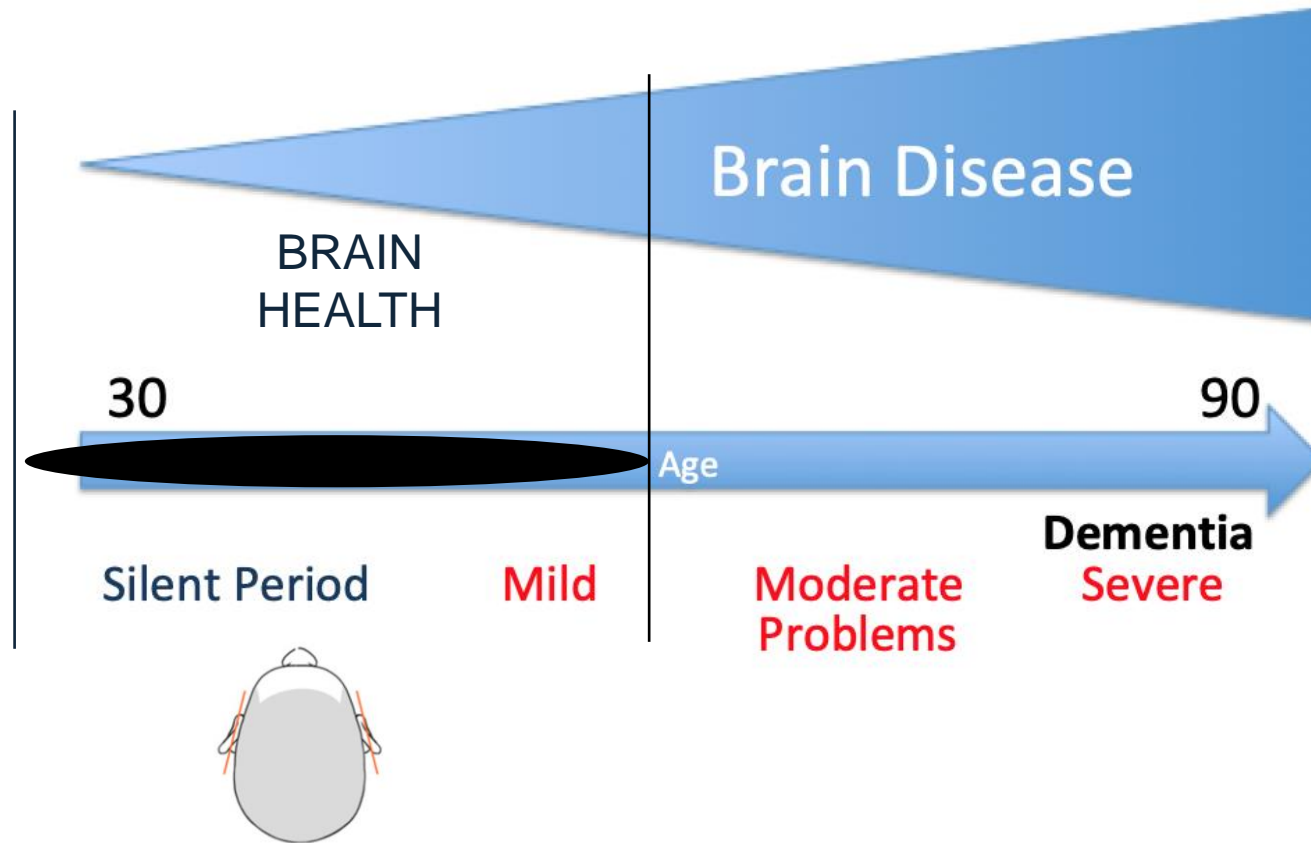 Brain Disease
BRAIN
HEALTH
30
90
Age
Dementia
Silent Period
Mild
Moderate
Problems
Severe